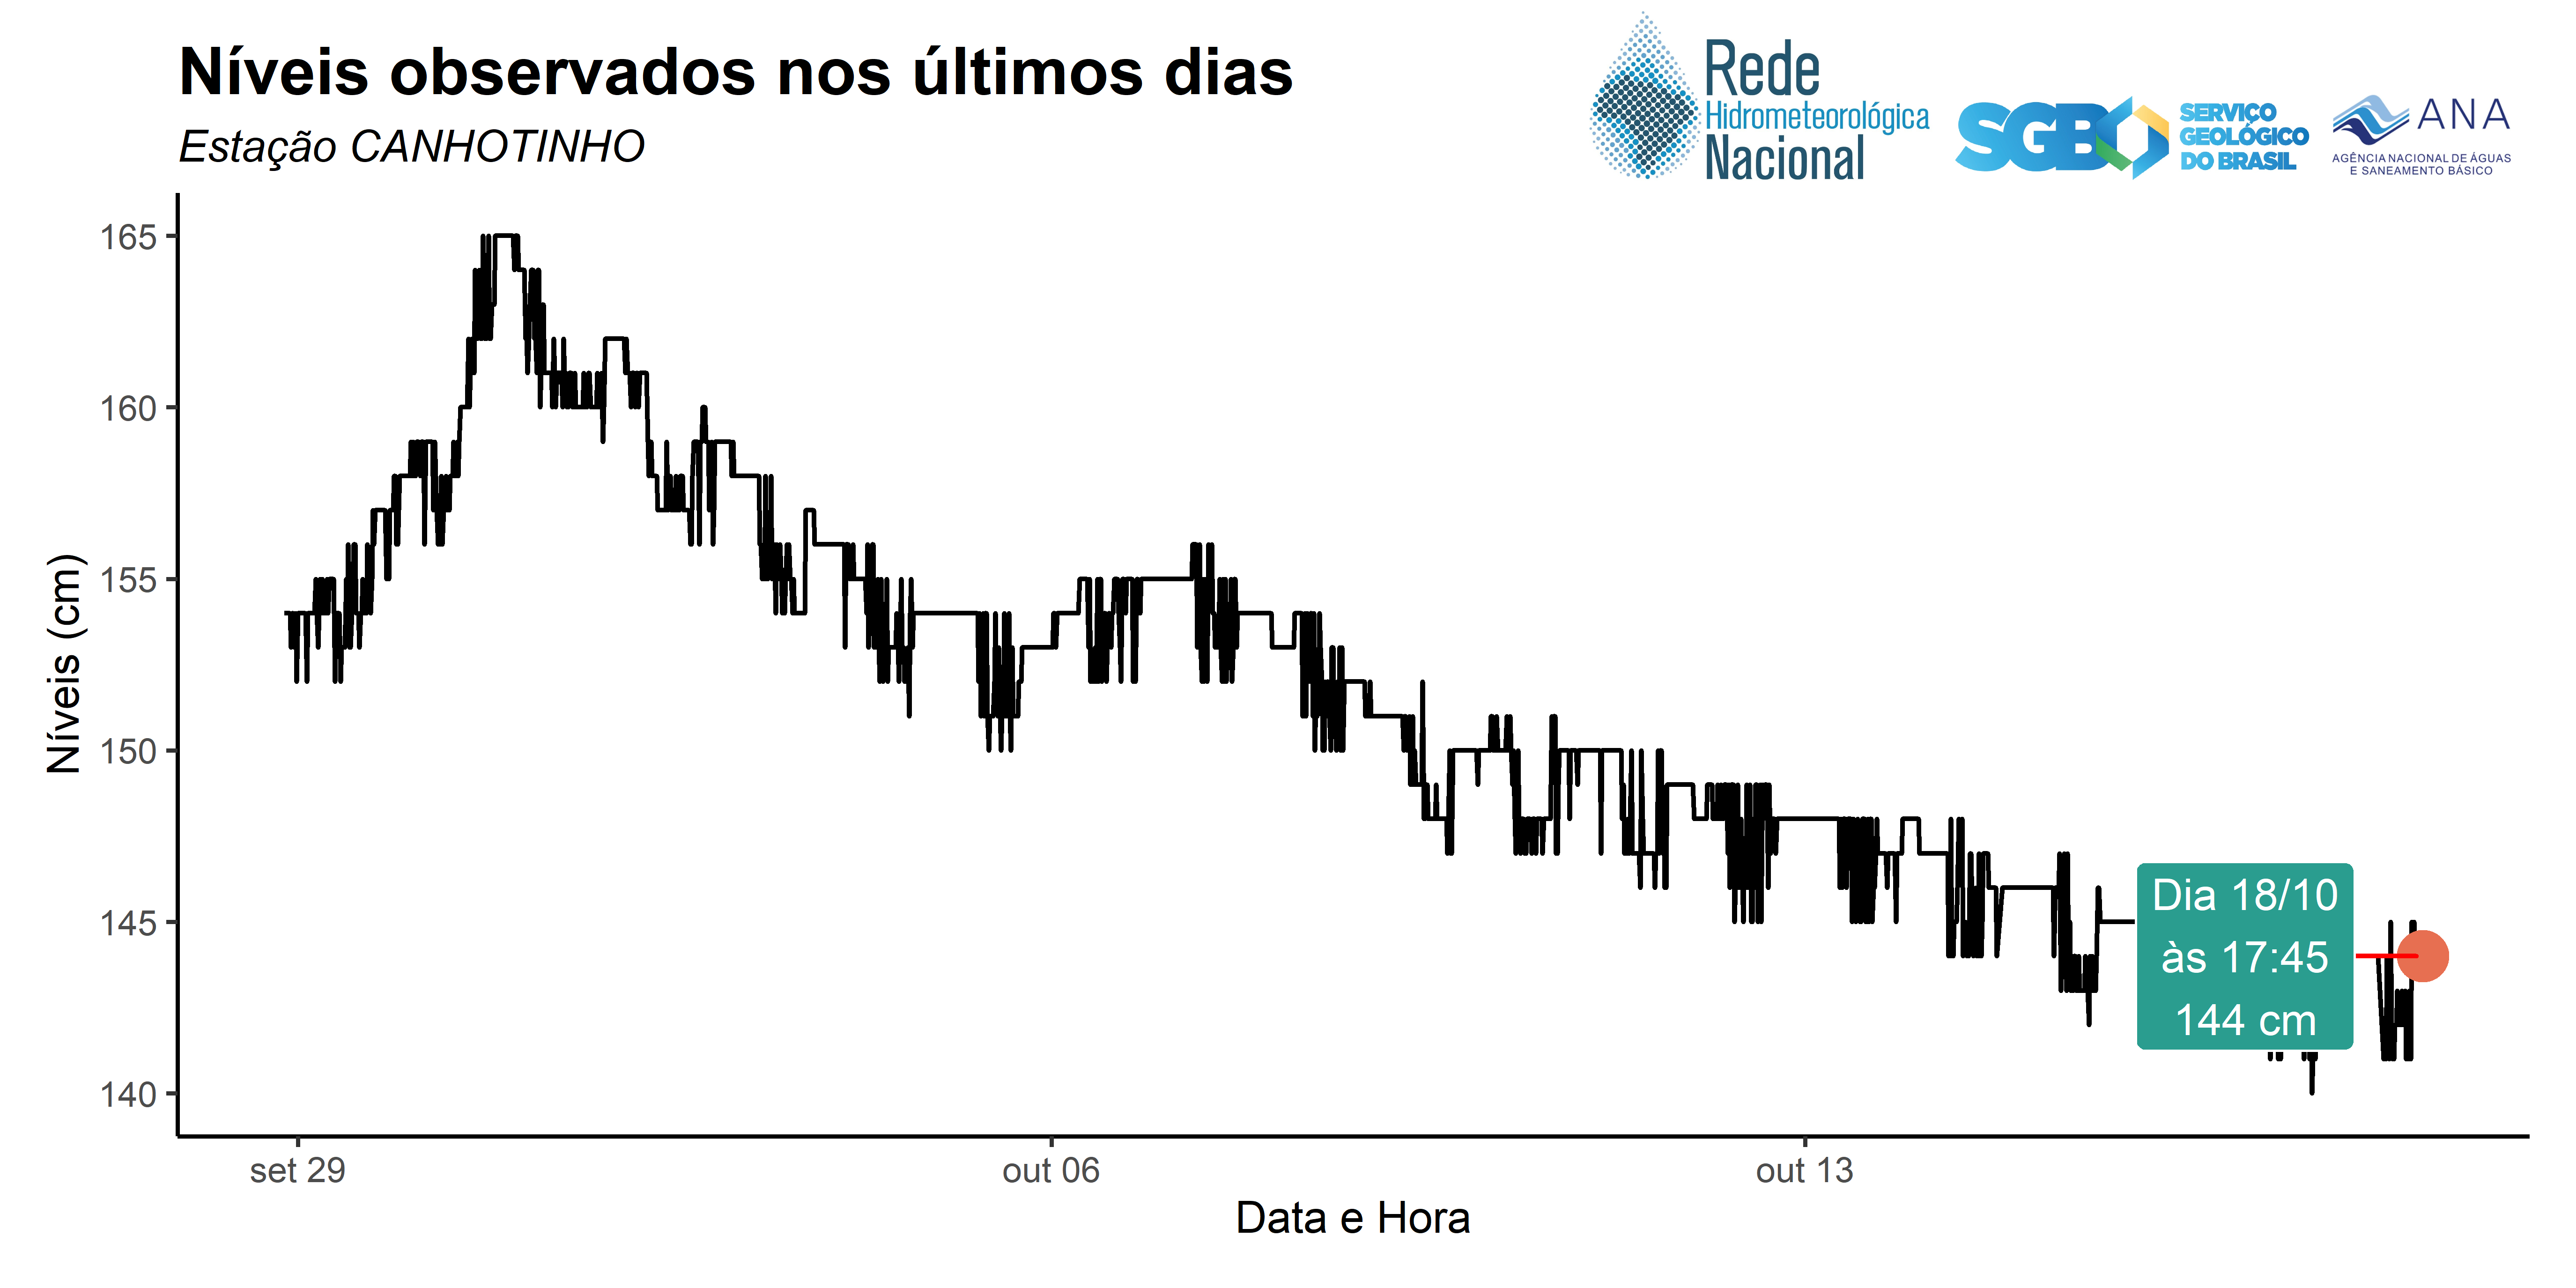 Níveis observados nos últimos dias
Estação CANHOTINHO
Rede
Hidrometeorológica
Nacional
SGB
SERVIÇO
GEOLÓGICO
DO BRASIL
ANA
AGÊNCIA NACIONAL DE ÁGUAS
E SANEAMENTO BÁSICO
Níveis (cm)
165
160
155
150
145
140
Dia 18/10
às 17:45
144 cm
set 29
out 06
out 13
Data e Hora